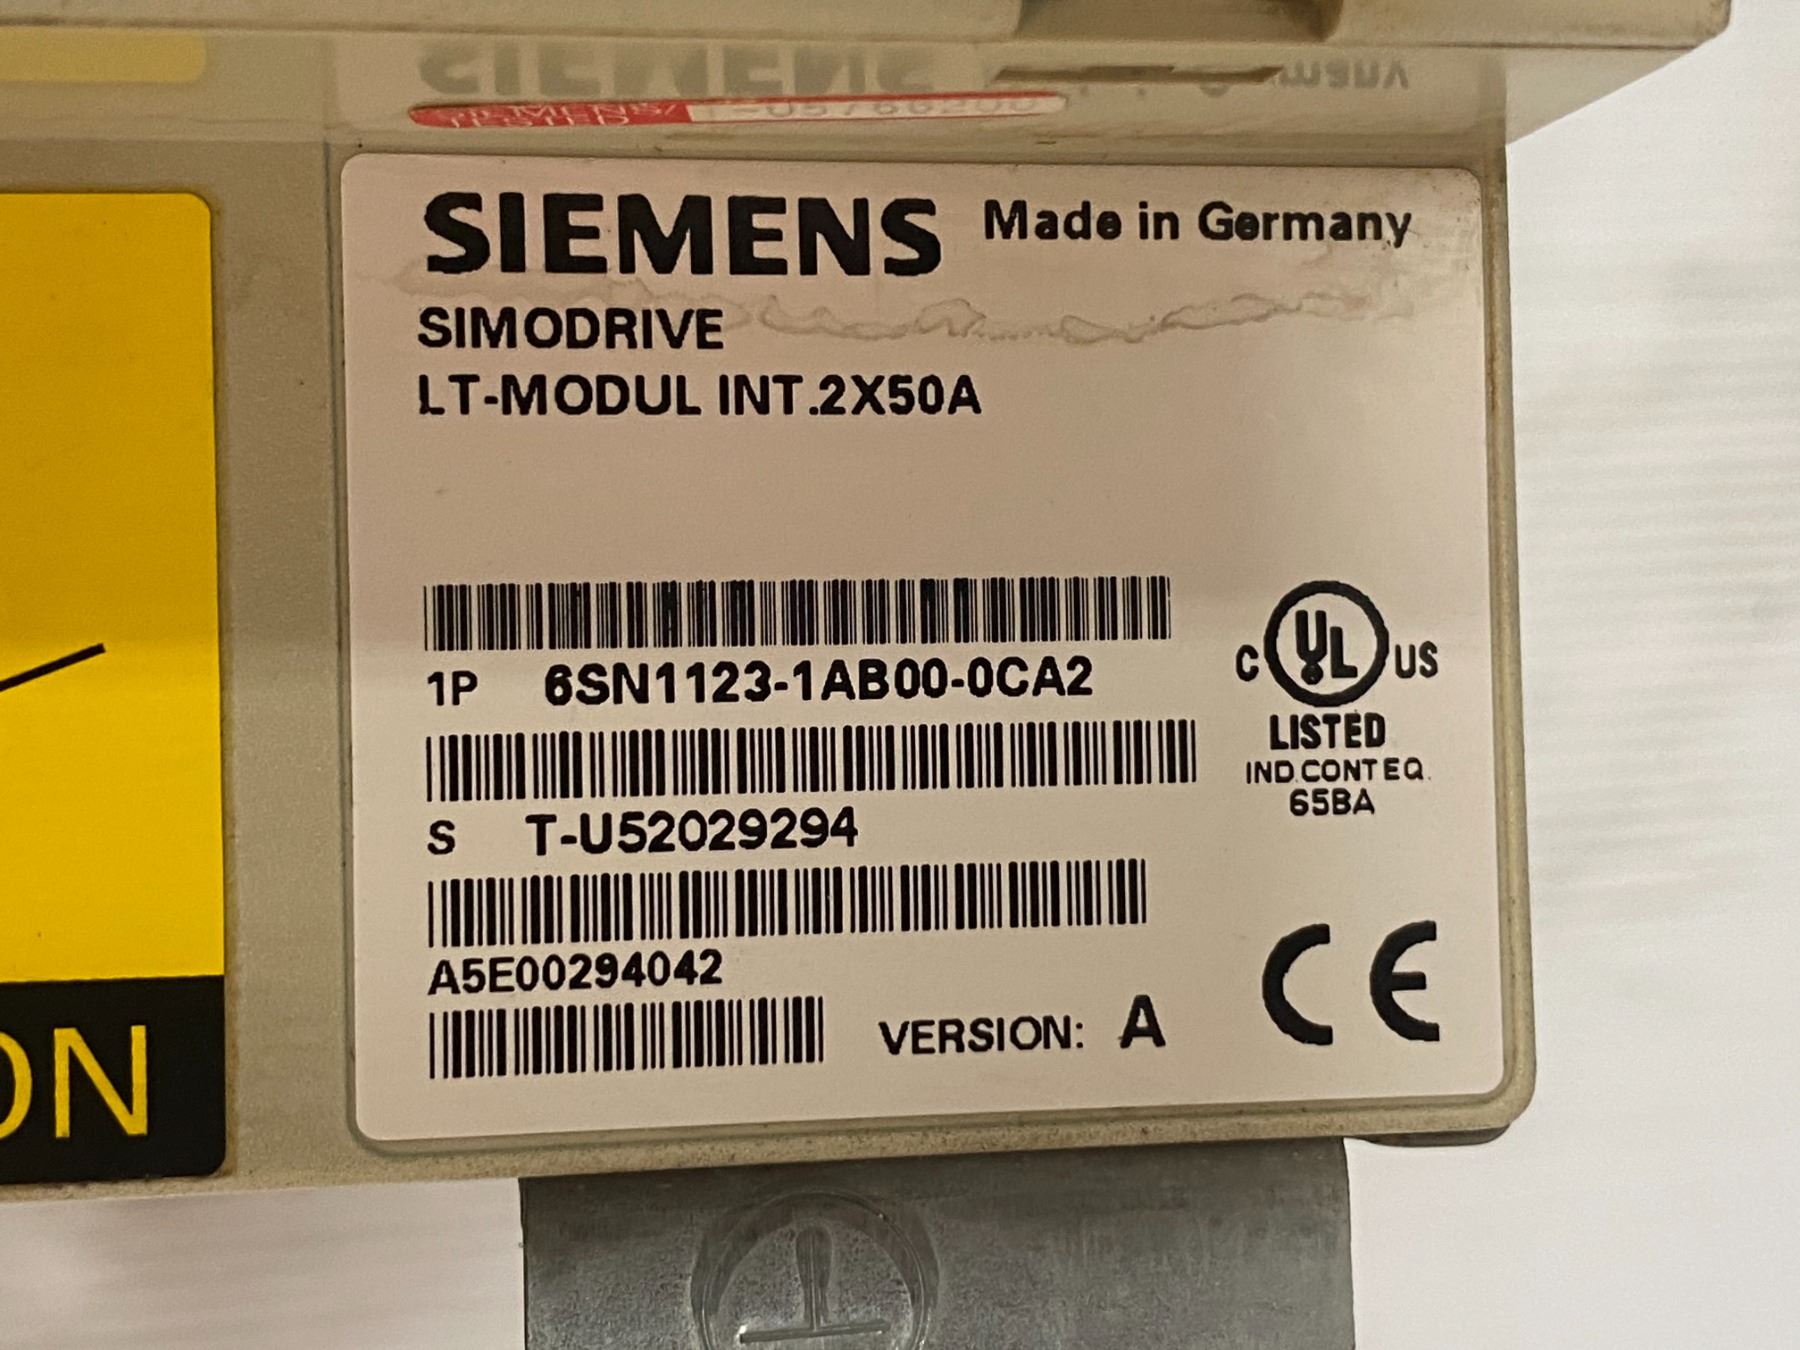 SIEMENS Made in Germany
SIMODRIVE
LT-MODUL INT.2X50A
1P 6SN1123-1AB00-0CA2
C UL US
LISTED
IND.CONT EQ.
65BA
S T-U52029294
A5E00294042
VERSION: A
CE
ON